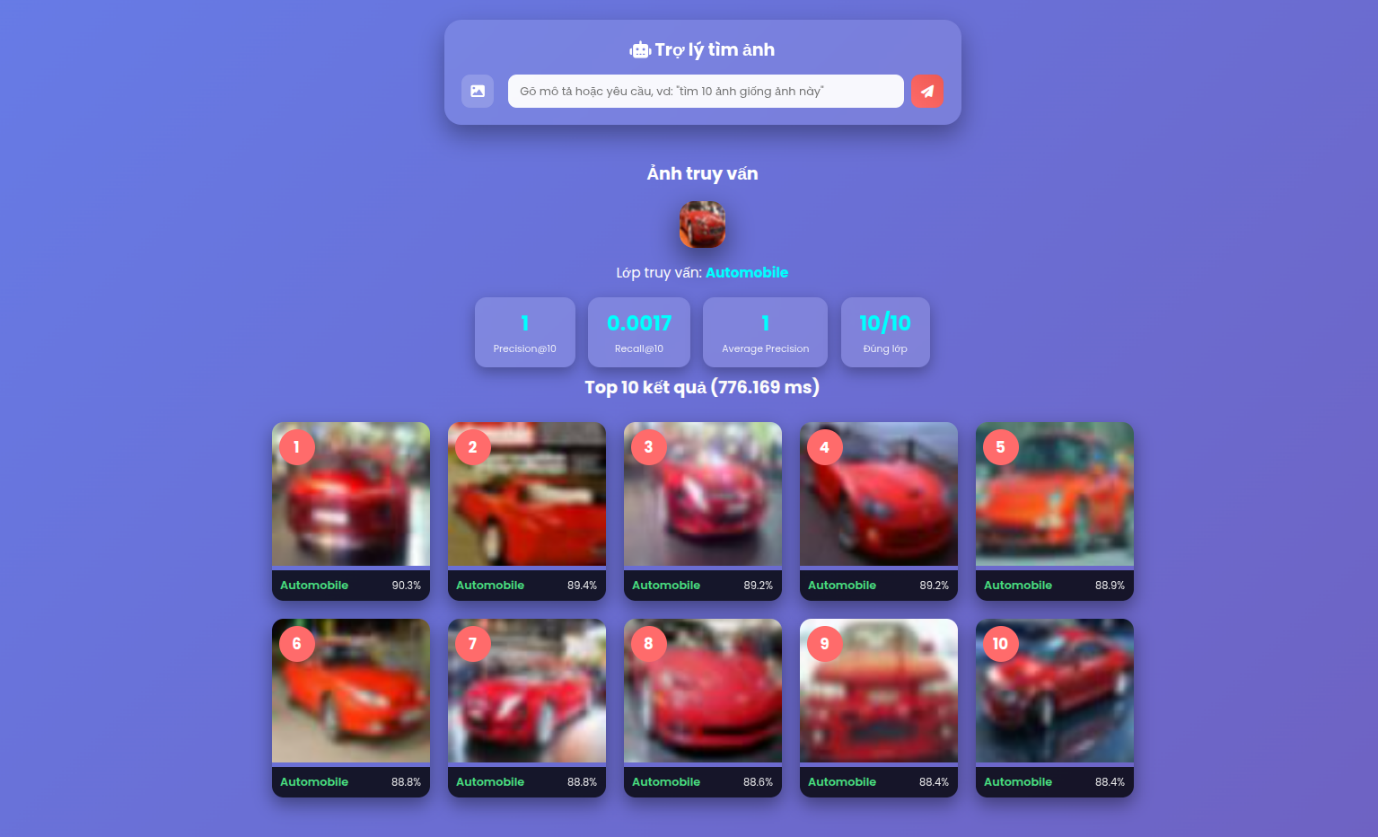 Trợ lý tìm ảnh
Gõ mô tả hoặc yêu cầu, vd: "tìm 10 ảnh giống ảnh này"
Ảnh truy vấn
Lớp truy vấn: Automobile
1 0.0017 1 10/10
Precision@10 Recall@10 Average Precision Đúng lớp
Top 10 kết quả (776.169 ms)
1 2 3 4 5
Automobile 90.3% Automobile 89.4% Automobile 89.2% Automobile 89.2% Automobile 88.9%
6 7 8 9 10
Automobile 88.8% Automobile 88.8% Automobile 88.6% Automobile 88.4% Automobile 88.4%